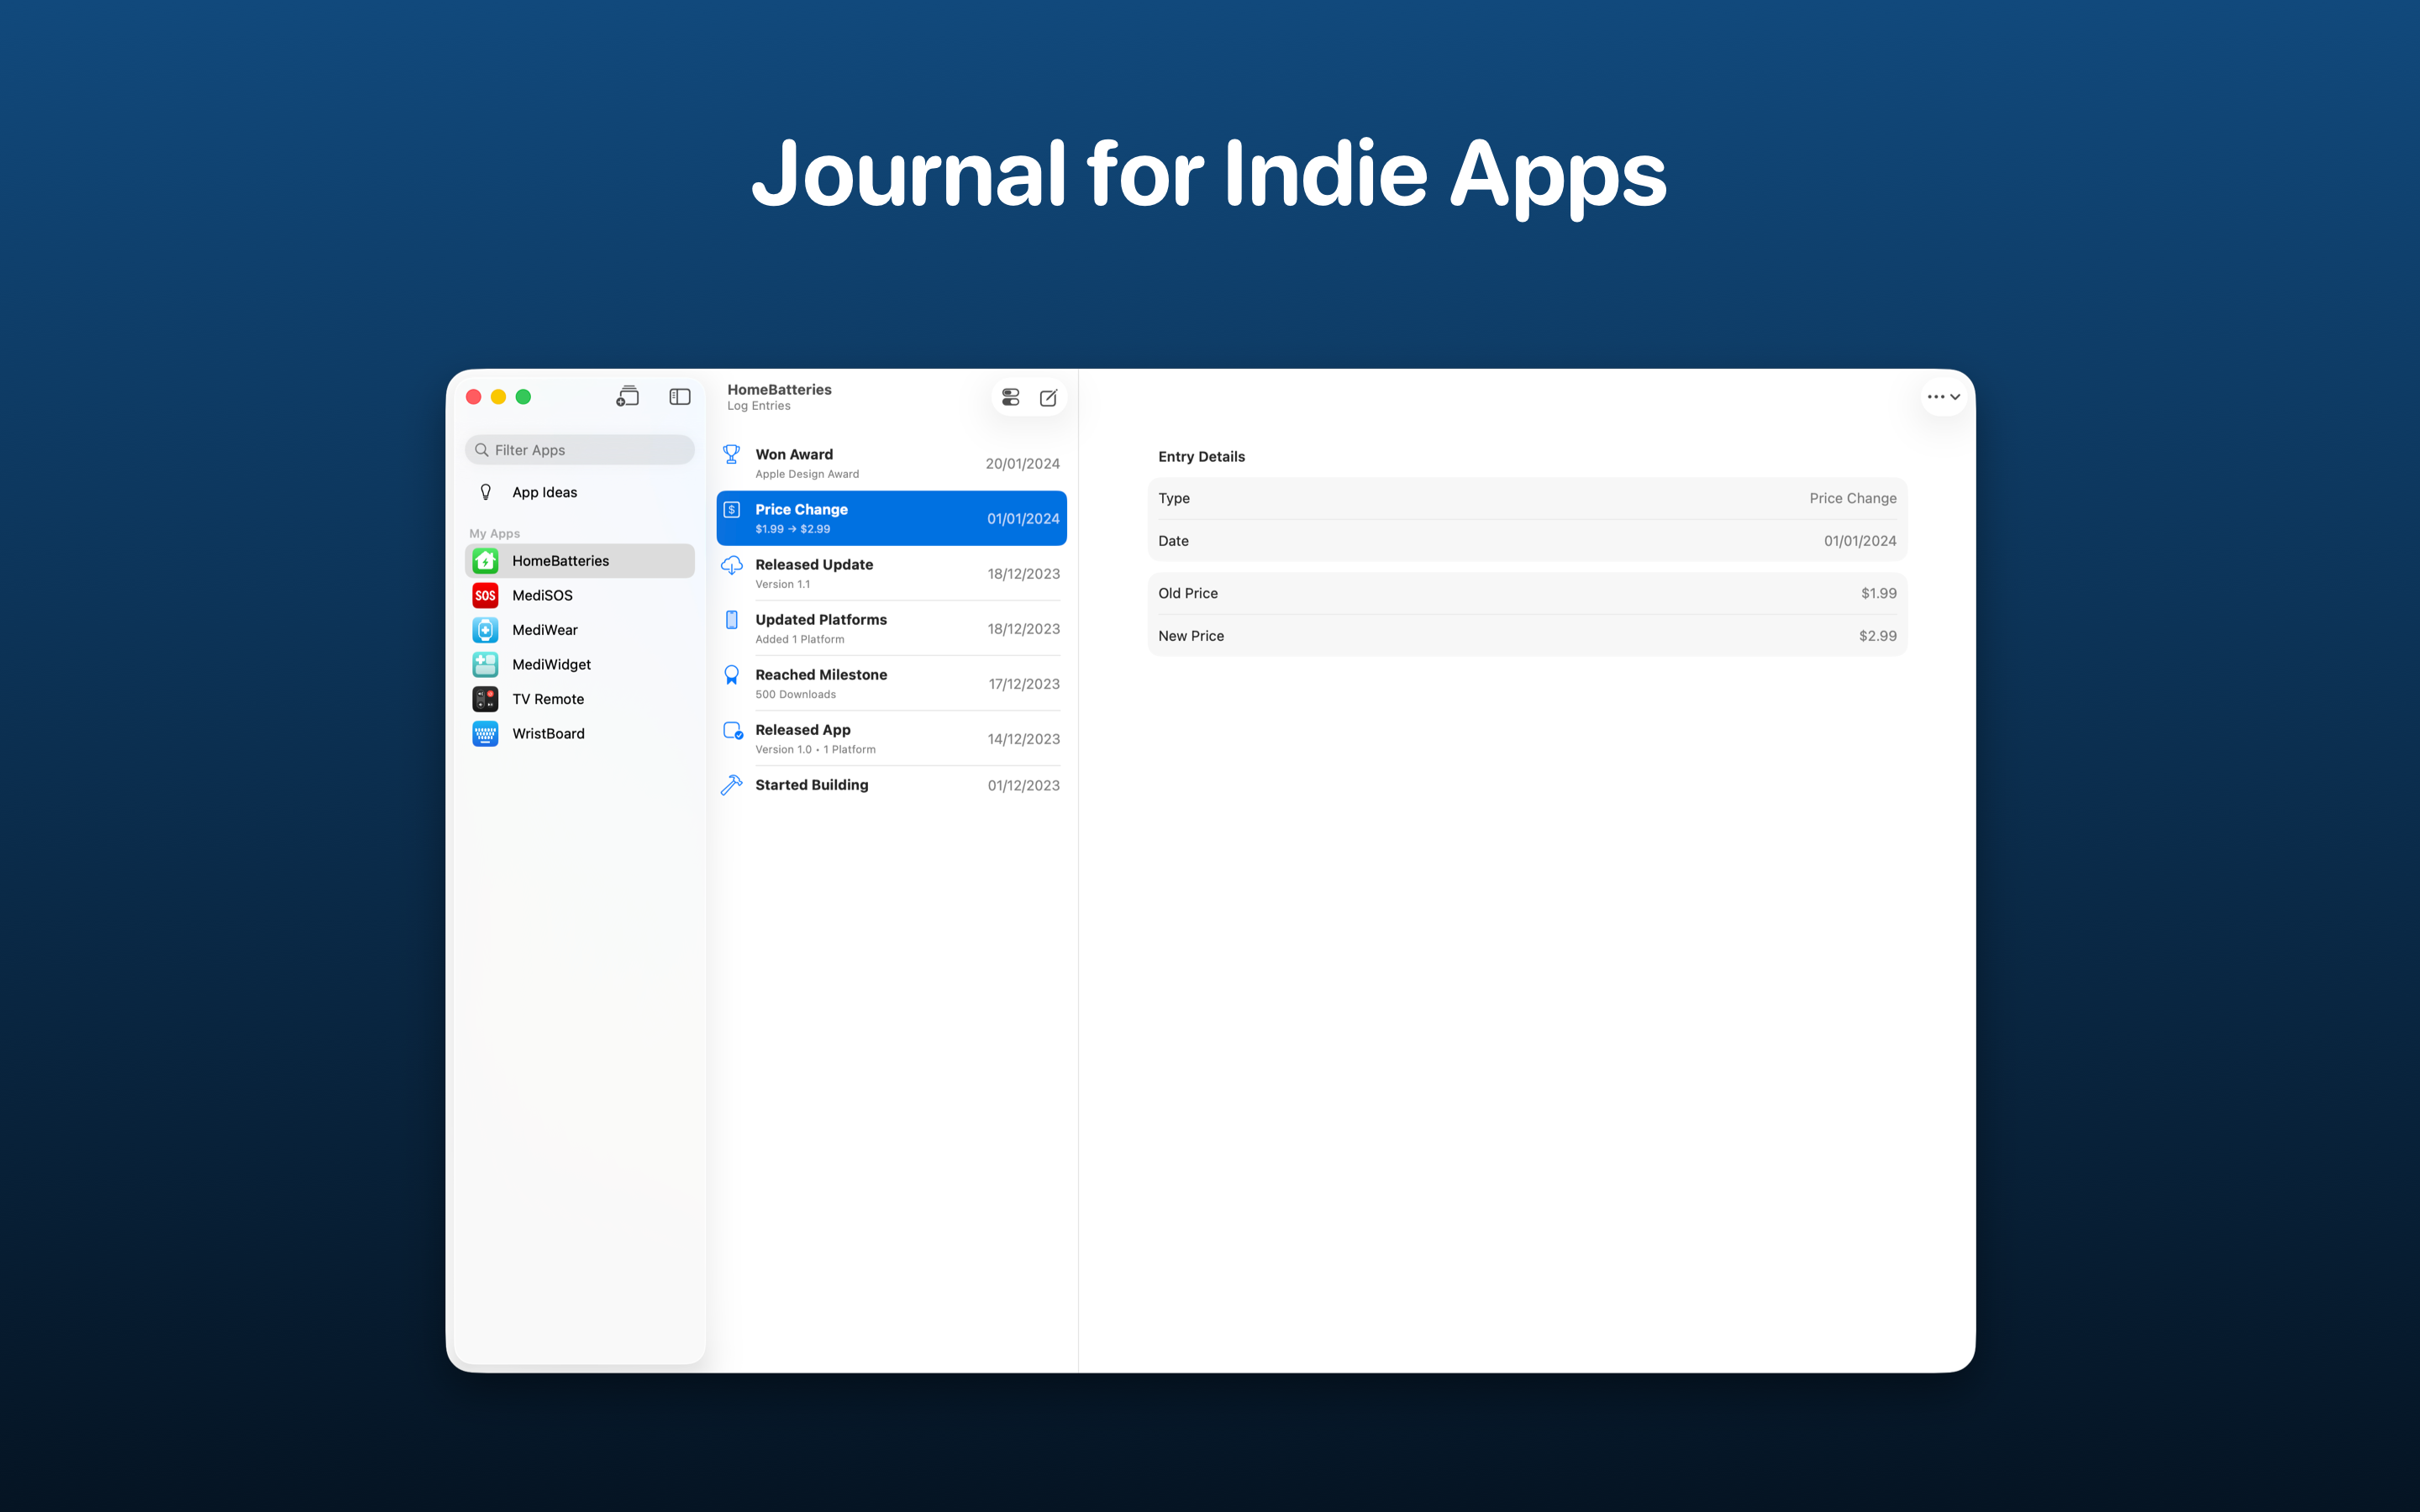 Journal for Indie Apps
Filter Apps
App Ideas
My Apps
HomeBatteries
SOS
MediSOS
MediWear
MediWidget
TV Remote
WristBoard
HomeBatteries
Log Entries
Won Award
Apple Design Award
20/01/2024
$
Price Change
$1.99 → $2.99
01/01/2024
Released Update
Version 1.1
18/12/2023
Updated Platforms
Added 1 Platform
18/12/2023
Reached Milestone
500 Downloads
17/12/2023
Released App
Version 1.0 • 1 Platform
14/12/2023
Started Building
01/12/2023
Entry Details
Type
Price Change
Date
01/01/2024
Old Price
$1.99
New Price
$2.99